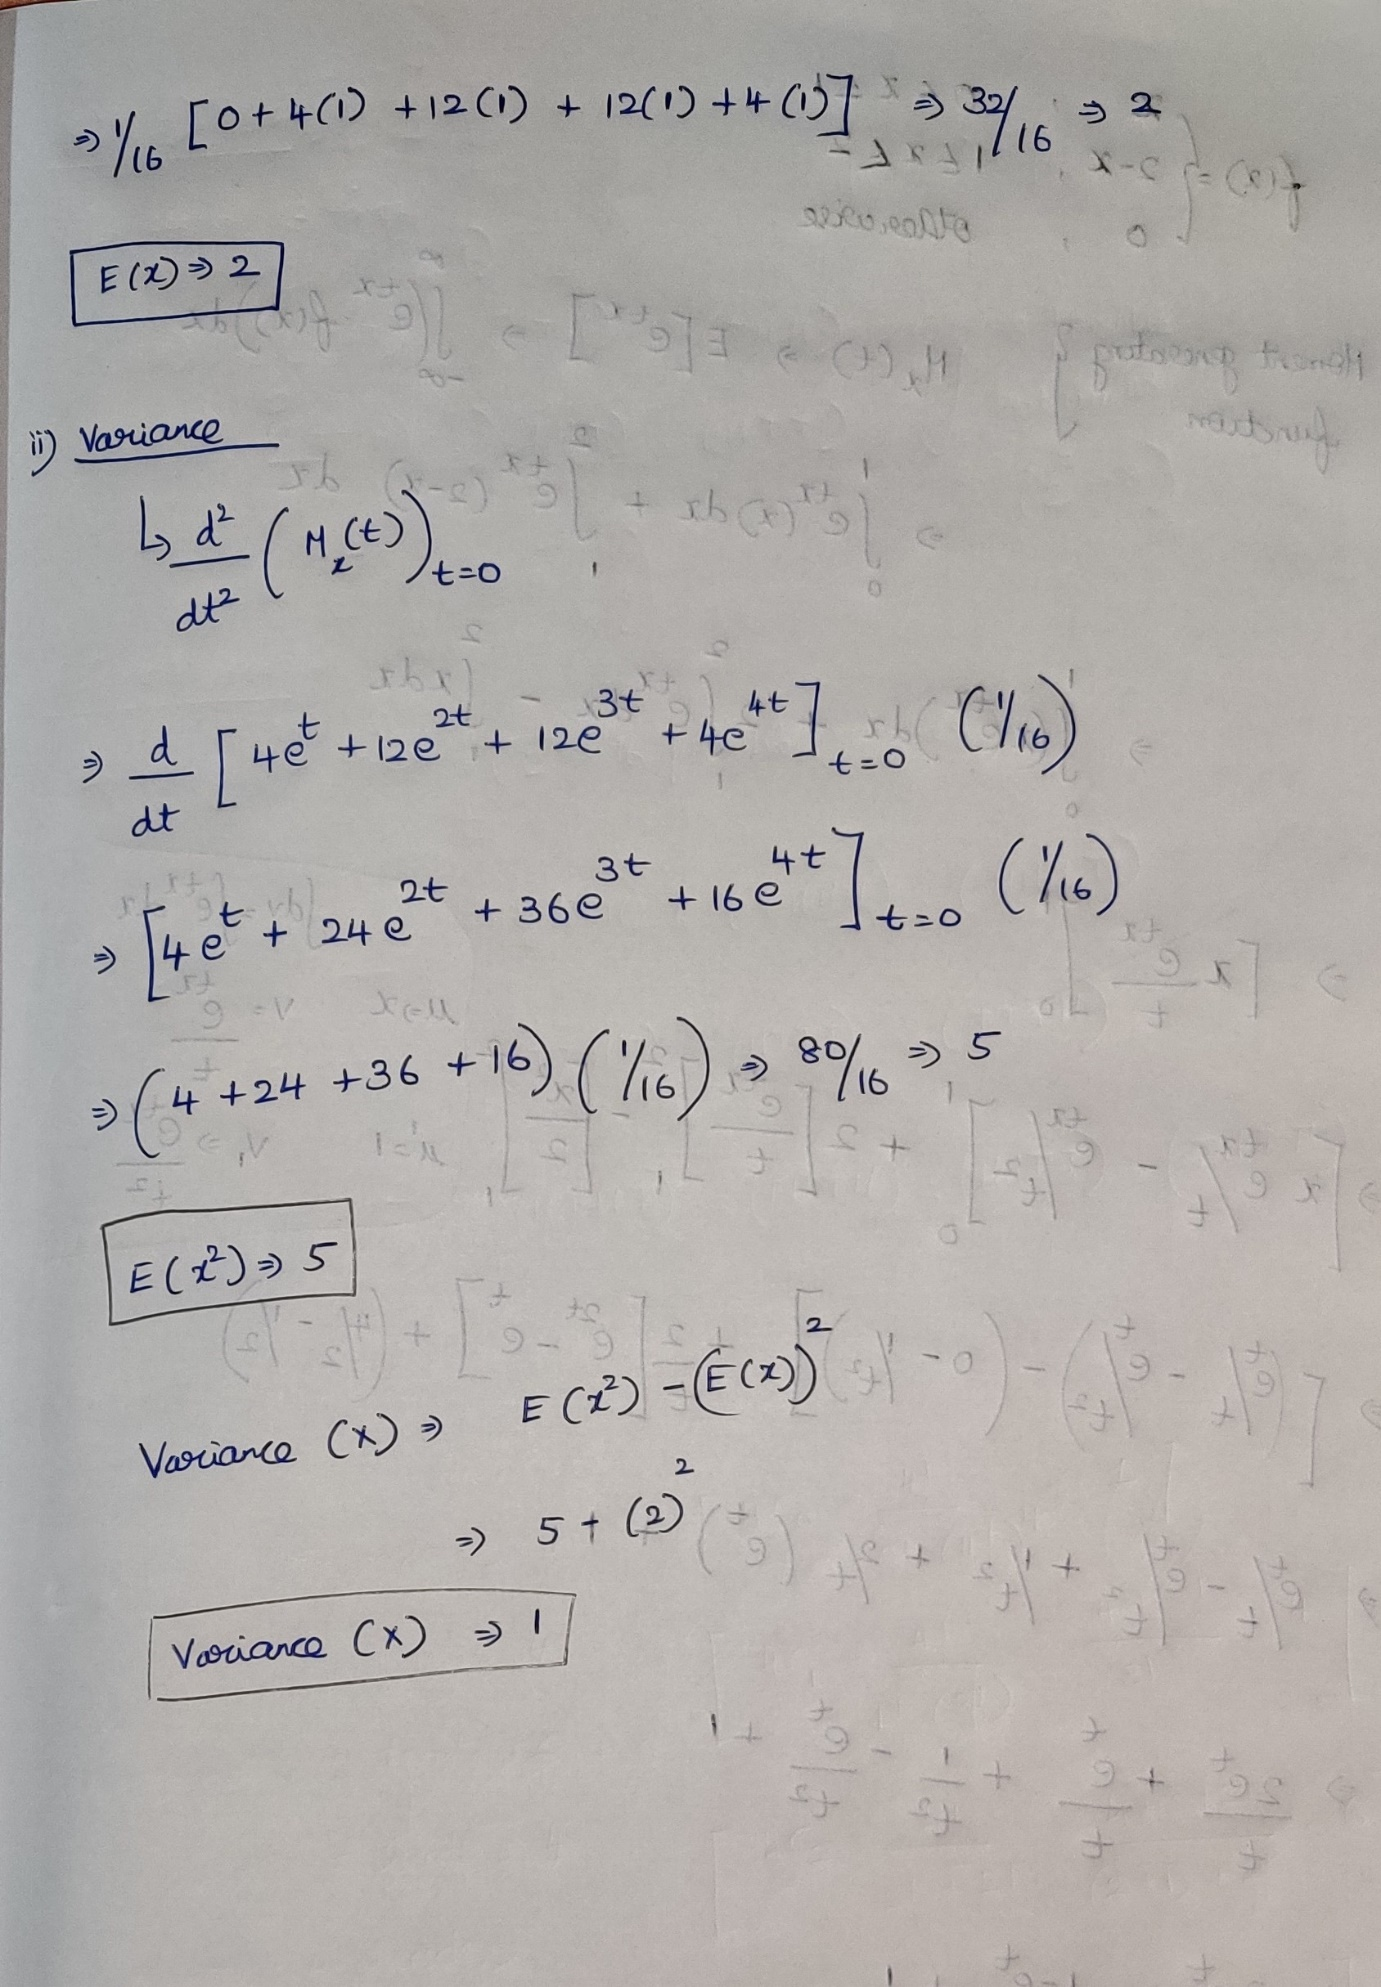 ⇒ 1/16 [0 + 4(1) + 12(1) + 12(1) + 4(1)] ⇒ 32/16 ⇒ 2
E(x) ⇒ 2
ii) Variance
↳ d²/dt² (M_x(t))_{t=0}
⇒ d/dt [4e^t + 12e^{2t} + 12e^{3t} + 4e^{4t}]_{t=0} (1/16)
⇒ [4e^t + 24e^{2t} + 36e^{3t} + 16e^{4t}]_{t=0} (1/16)
⇒ (4 + 24 + 36 + 16) (1/16) ⇒ 80/16 ⇒ 5
E(x²) ⇒ 5
Variance (X) ⇒ E(x²) - (E(x))²
⇒ 5 + (2)²
Variance (X) ⇒ 1